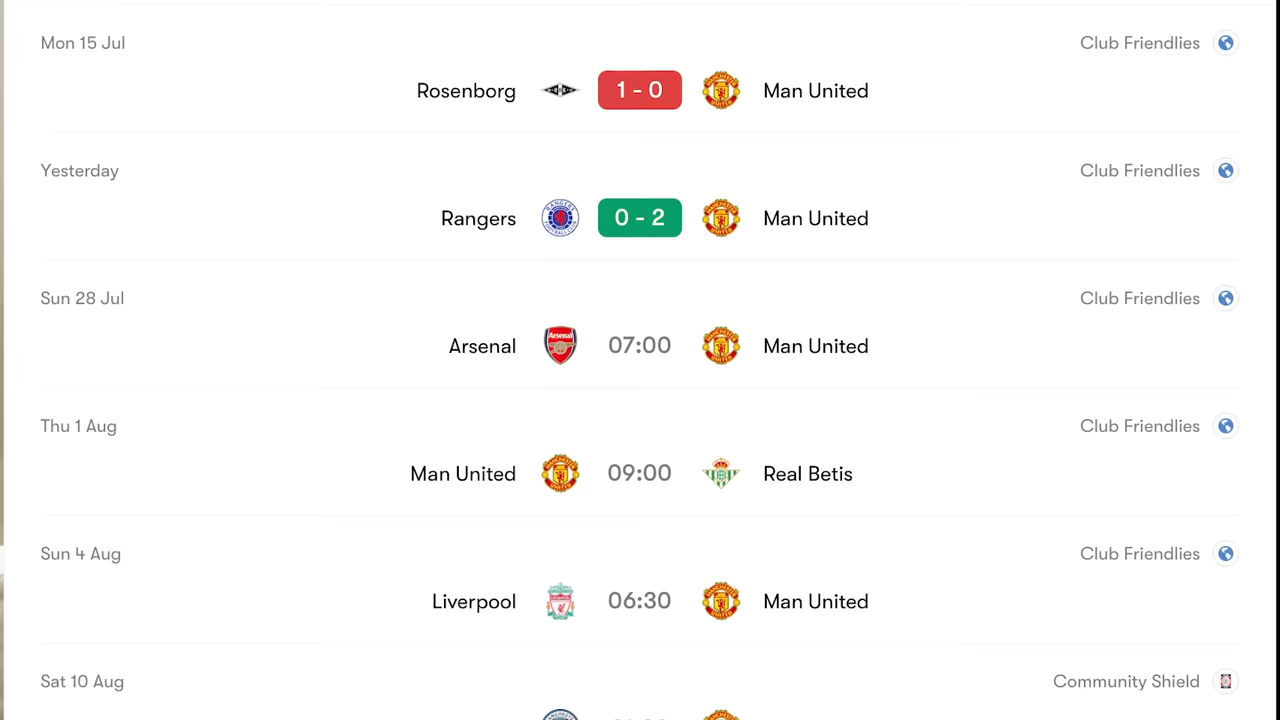 Mon 15 Jul
Club Friendlies
Rosenborg 1 - 0 Man United
Yesterday
Club Friendlies
Rangers 0 - 2 Man United
Sun 28 Jul
Club Friendlies
Arsenal 07:00 Man United
Thu 1 Aug
Club Friendlies
Man United 09:00 Real Betis
Sun 4 Aug
Club Friendlies
Liverpool 06:30 Man United
Sat 10 Aug
Community Shield